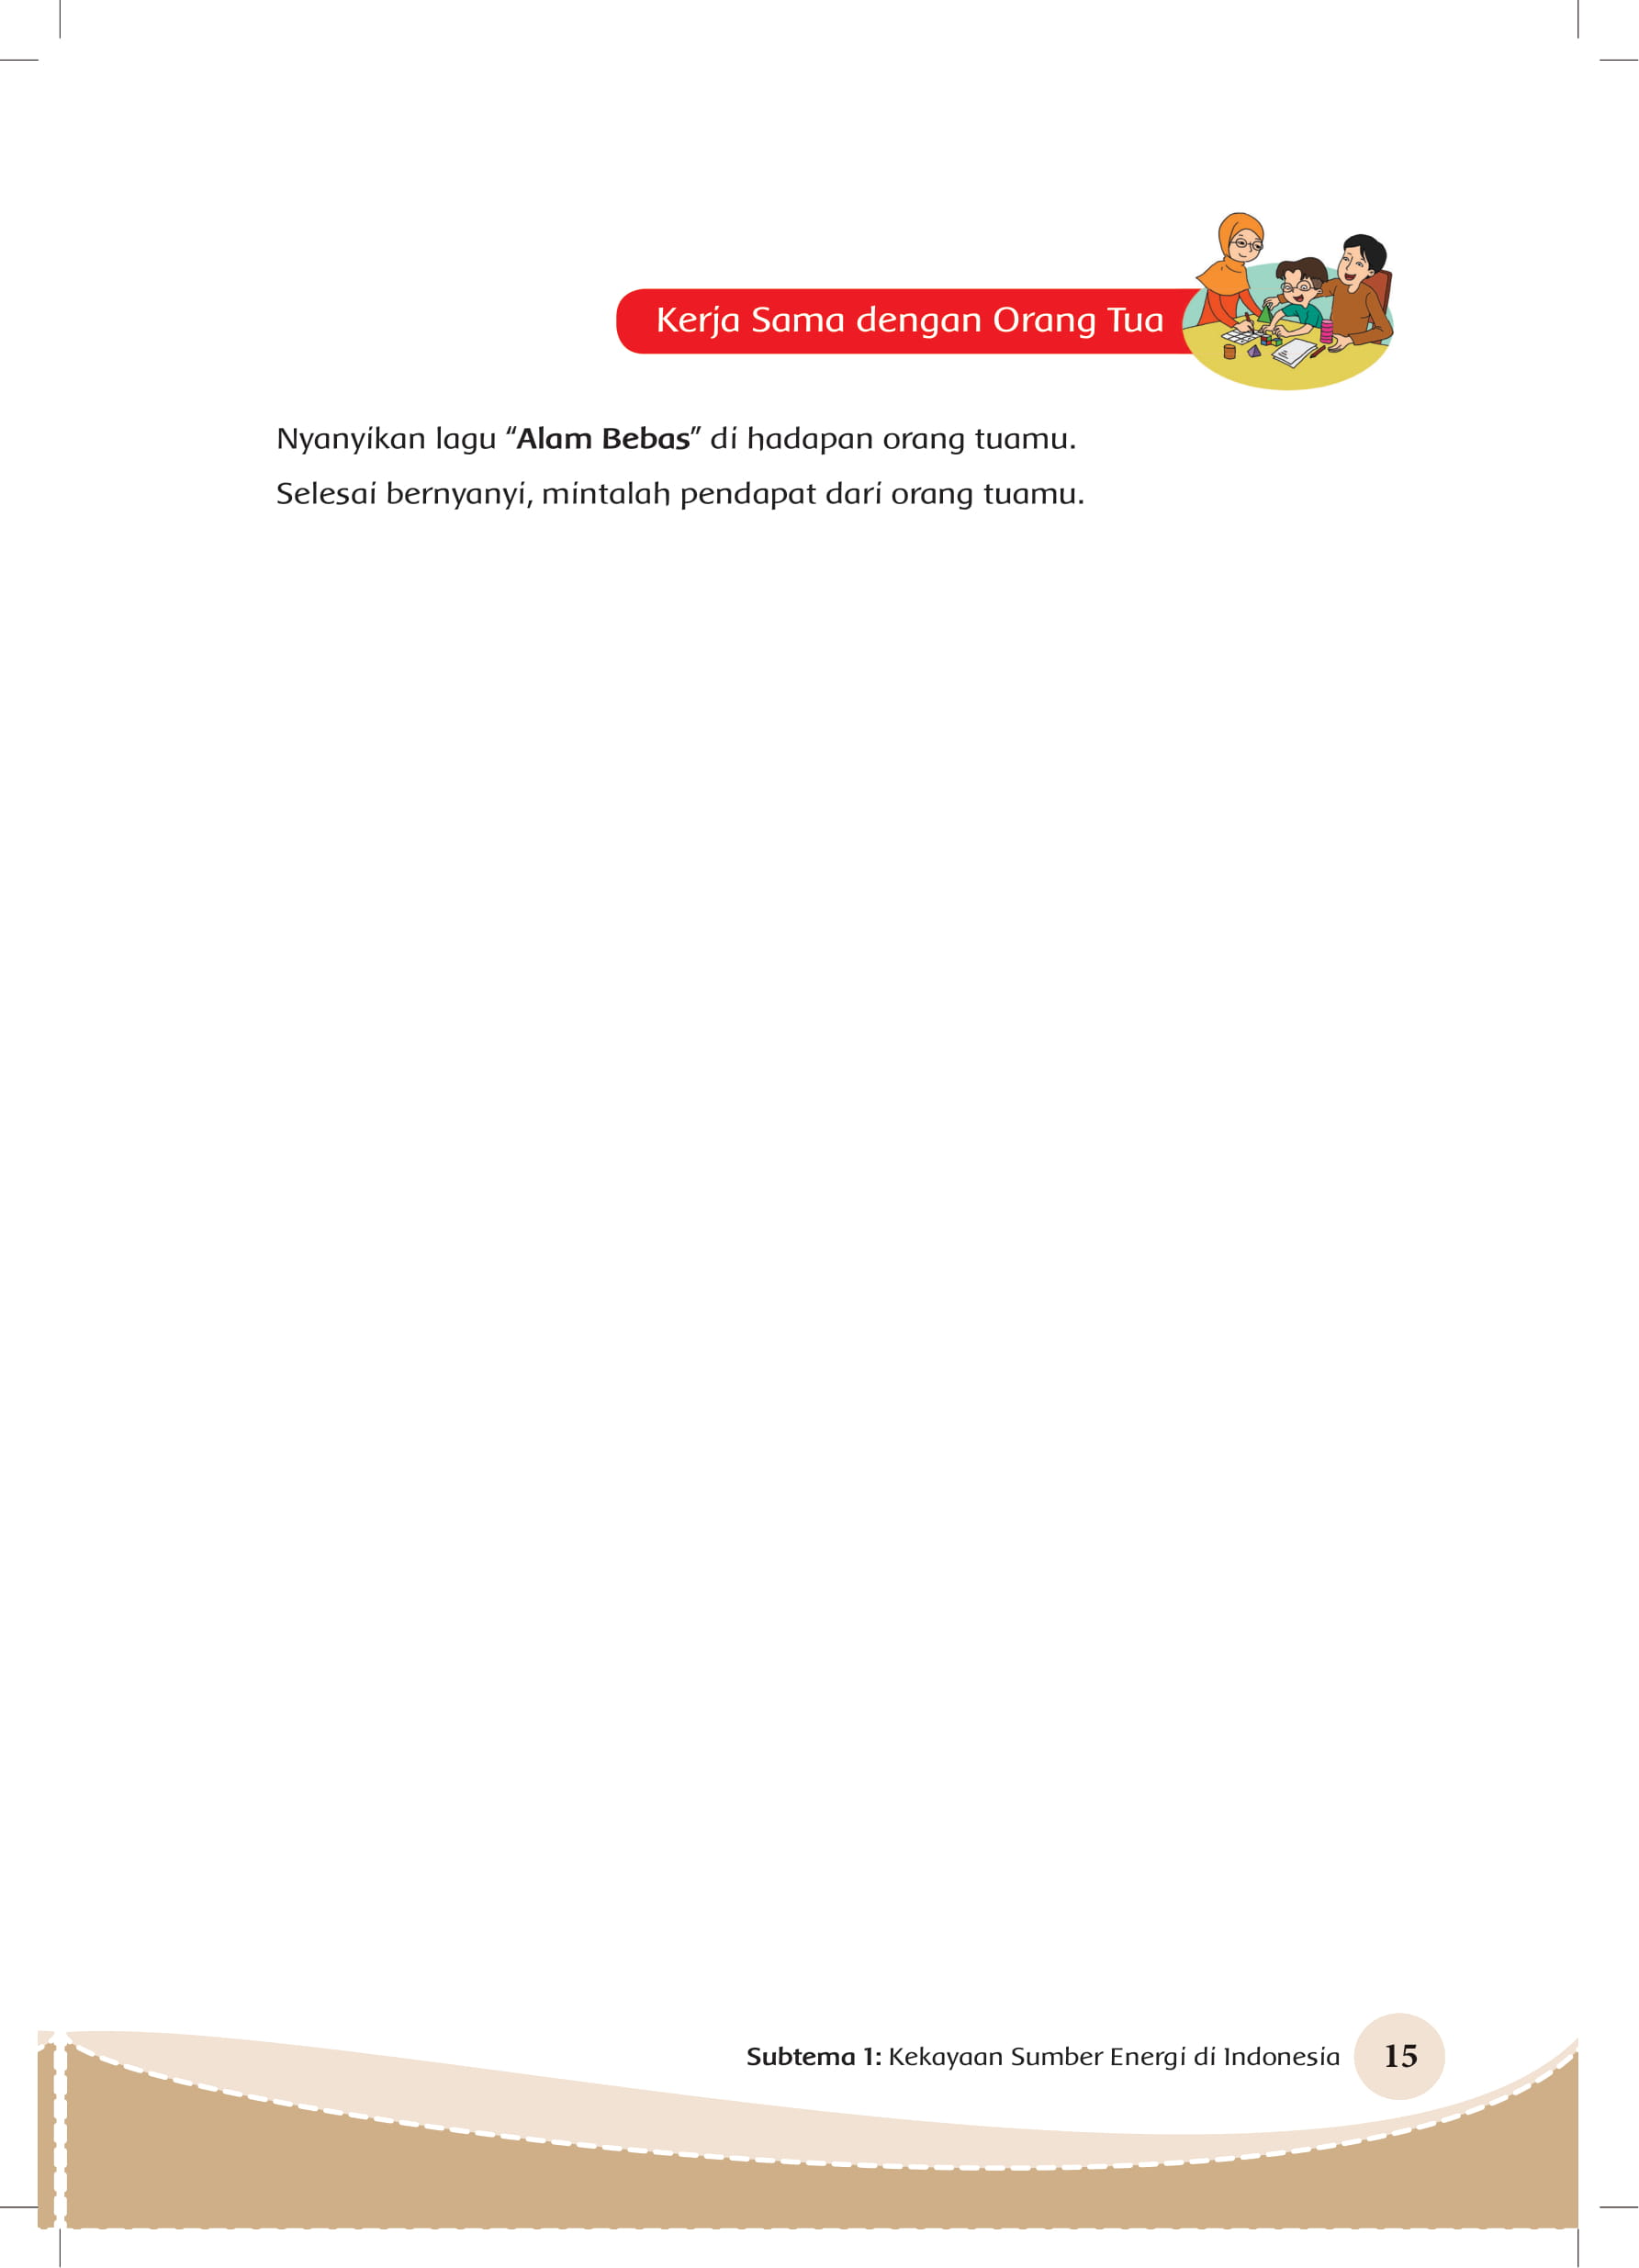 Kerja Sama dengan Orang Tua
Nyanyikan lagu “Alam Bebas” di hadapan orang tuamu.
Selesai bernyanyi, mintalah pendapat dari orang tuamu.
Subtema 1: Kekayaan Sumber Energi di Indonesia 15